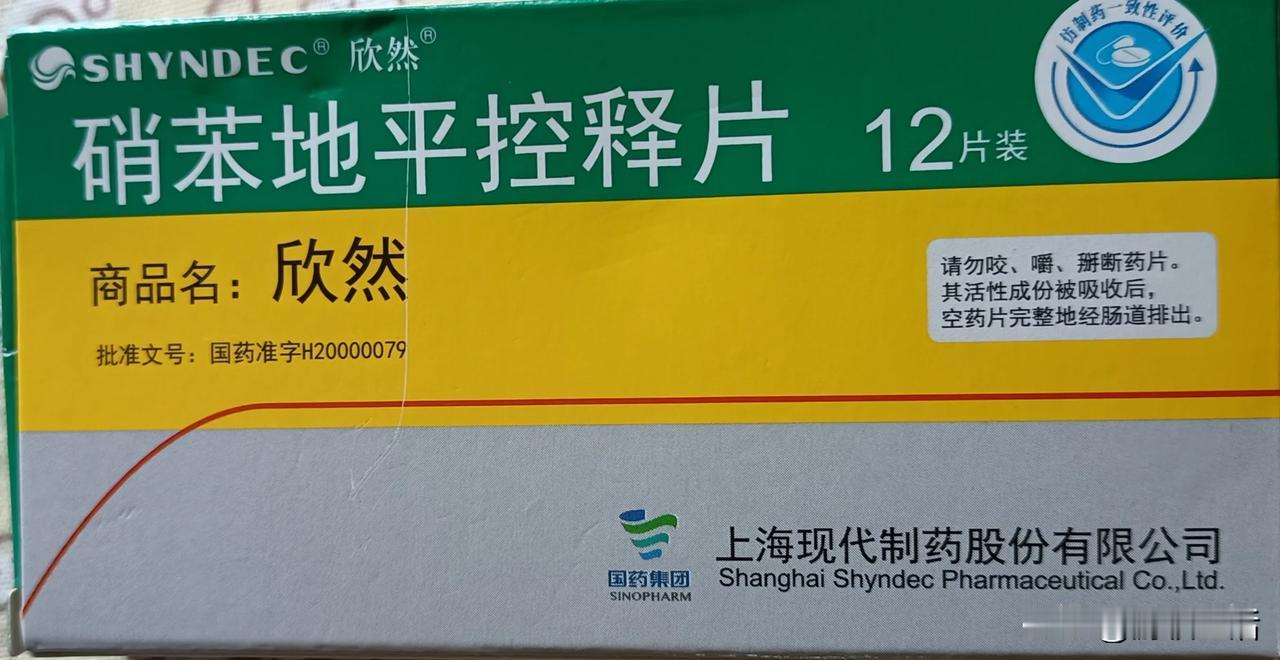 仿制药一致性评价
SHYNDEC® 欣然®
硝苯地平控释片 12片装
商品名：欣然
批准文号：国药准字H20000079
请勿咬、嚼、掰断药片。
其活性成份被吸收后，
空药片完整地经肠道排出。
国药集团
SINOPHARM
上海现代制药股份有限公司
Shanghai Shyndec Pharmaceutical Co.,Ltd.